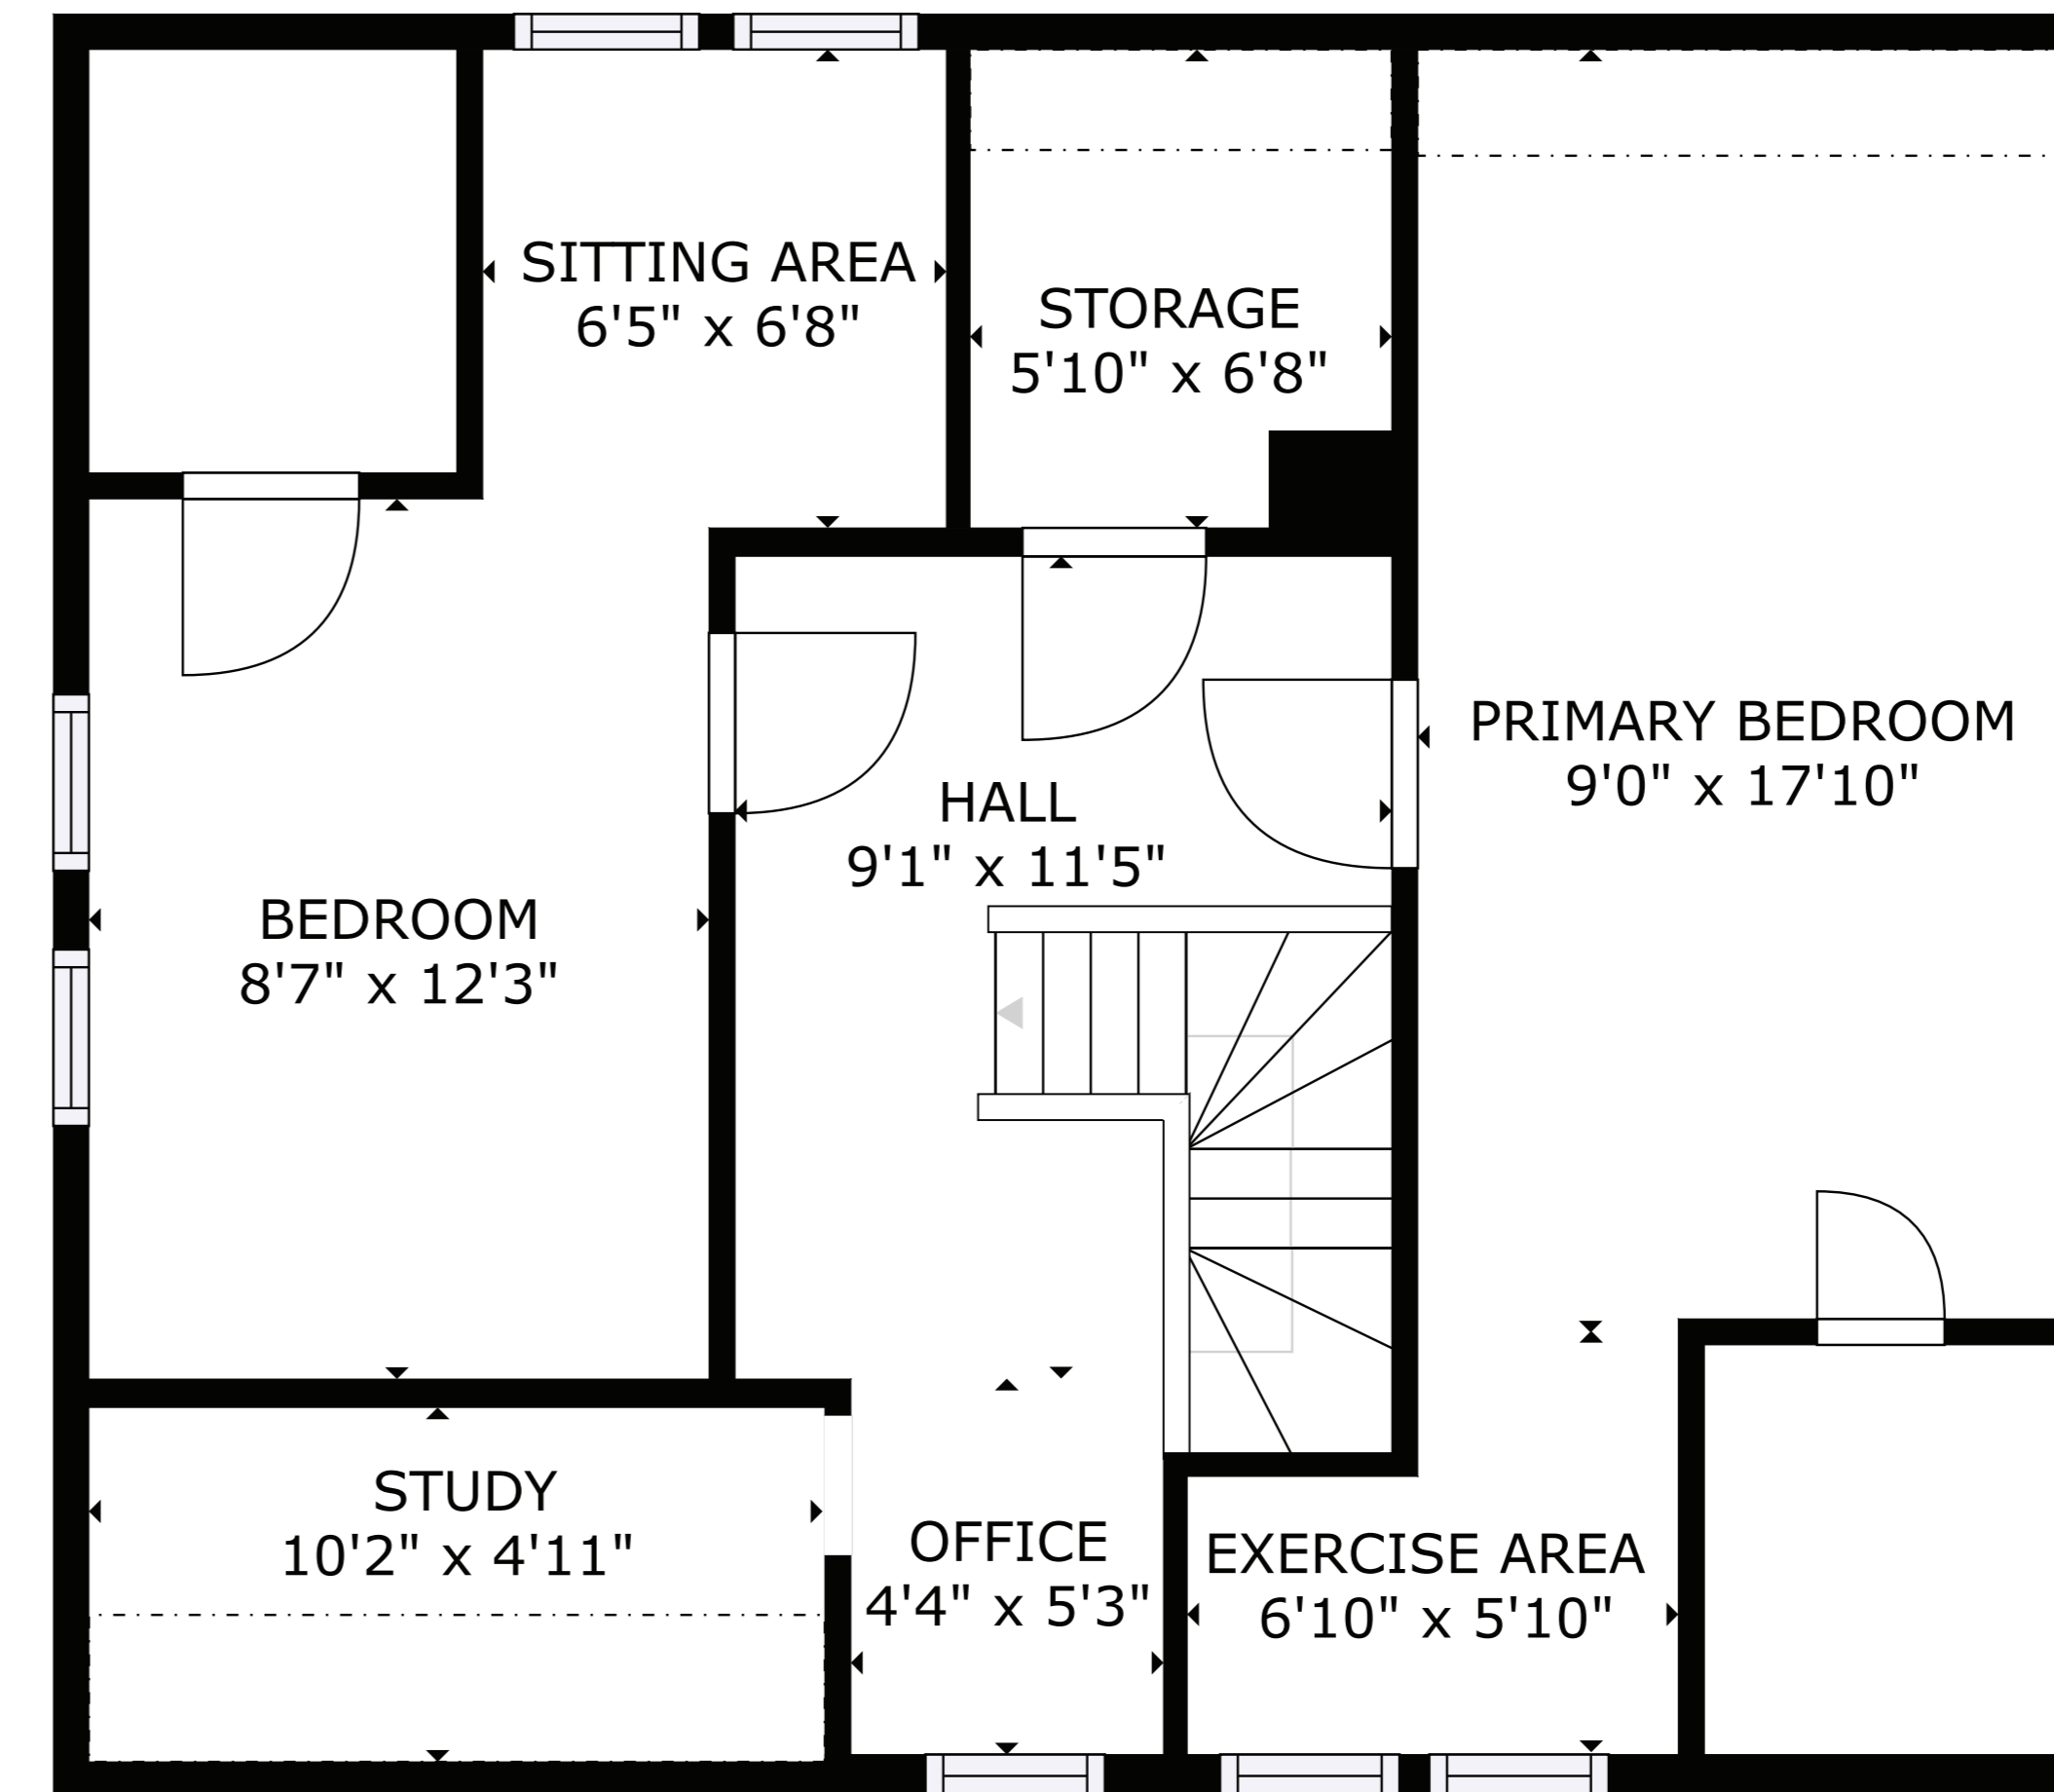 SITTING AREA
6'5" x 6'8"
STORAGE
5'10" x 6'8"
PRIMARY BEDROOM
9'0" x 17'10"
HALL
9'1" x 11'5"
BEDROOM
8'7" x 12'3"
STUDY
10'2" x 4'11"
OFFICE
4'4" x 5'3"
EXERCISE AREA
6'10" x 5'10"